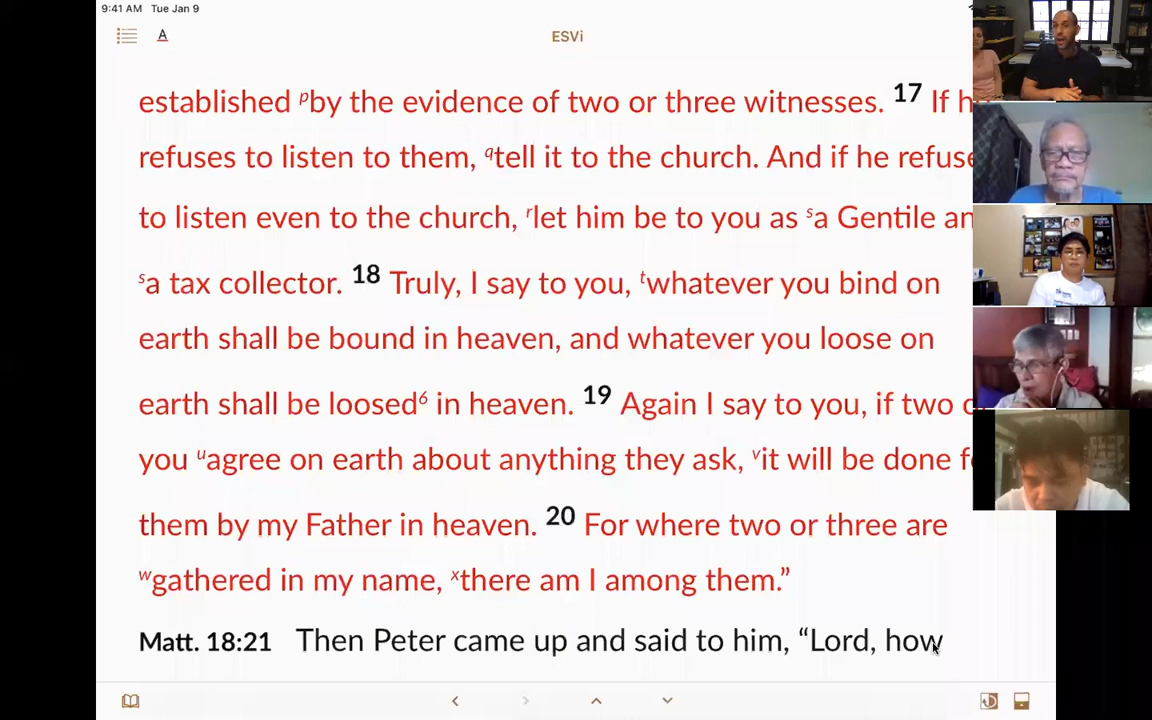 9:41 AM Tue Jan 9
A ESVi
established ᵖby the evidence of two or three witnesses. 17 If h
refuses to listen to them, ᑫtell it to the church. And if he refuse
to listen even to the church, ʳlet him be to you as ˢa Gentile an
ˢa tax collector. 18 Truly, I say to you, ᵗwhatever you bind on
earth shall be bound in heaven, and whatever you loose on
earth shall be loosed⁶ in heaven. 19 Again I say to you, if two
you ᵘagree on earth about anything they ask, ᵛit will be done f
them by my Father in heaven. 20 For where two or three are
ʷgathered in my name, ˣthere am I among them.”
Matt. 18:21 Then Peter came up and said to him, “Lord, how